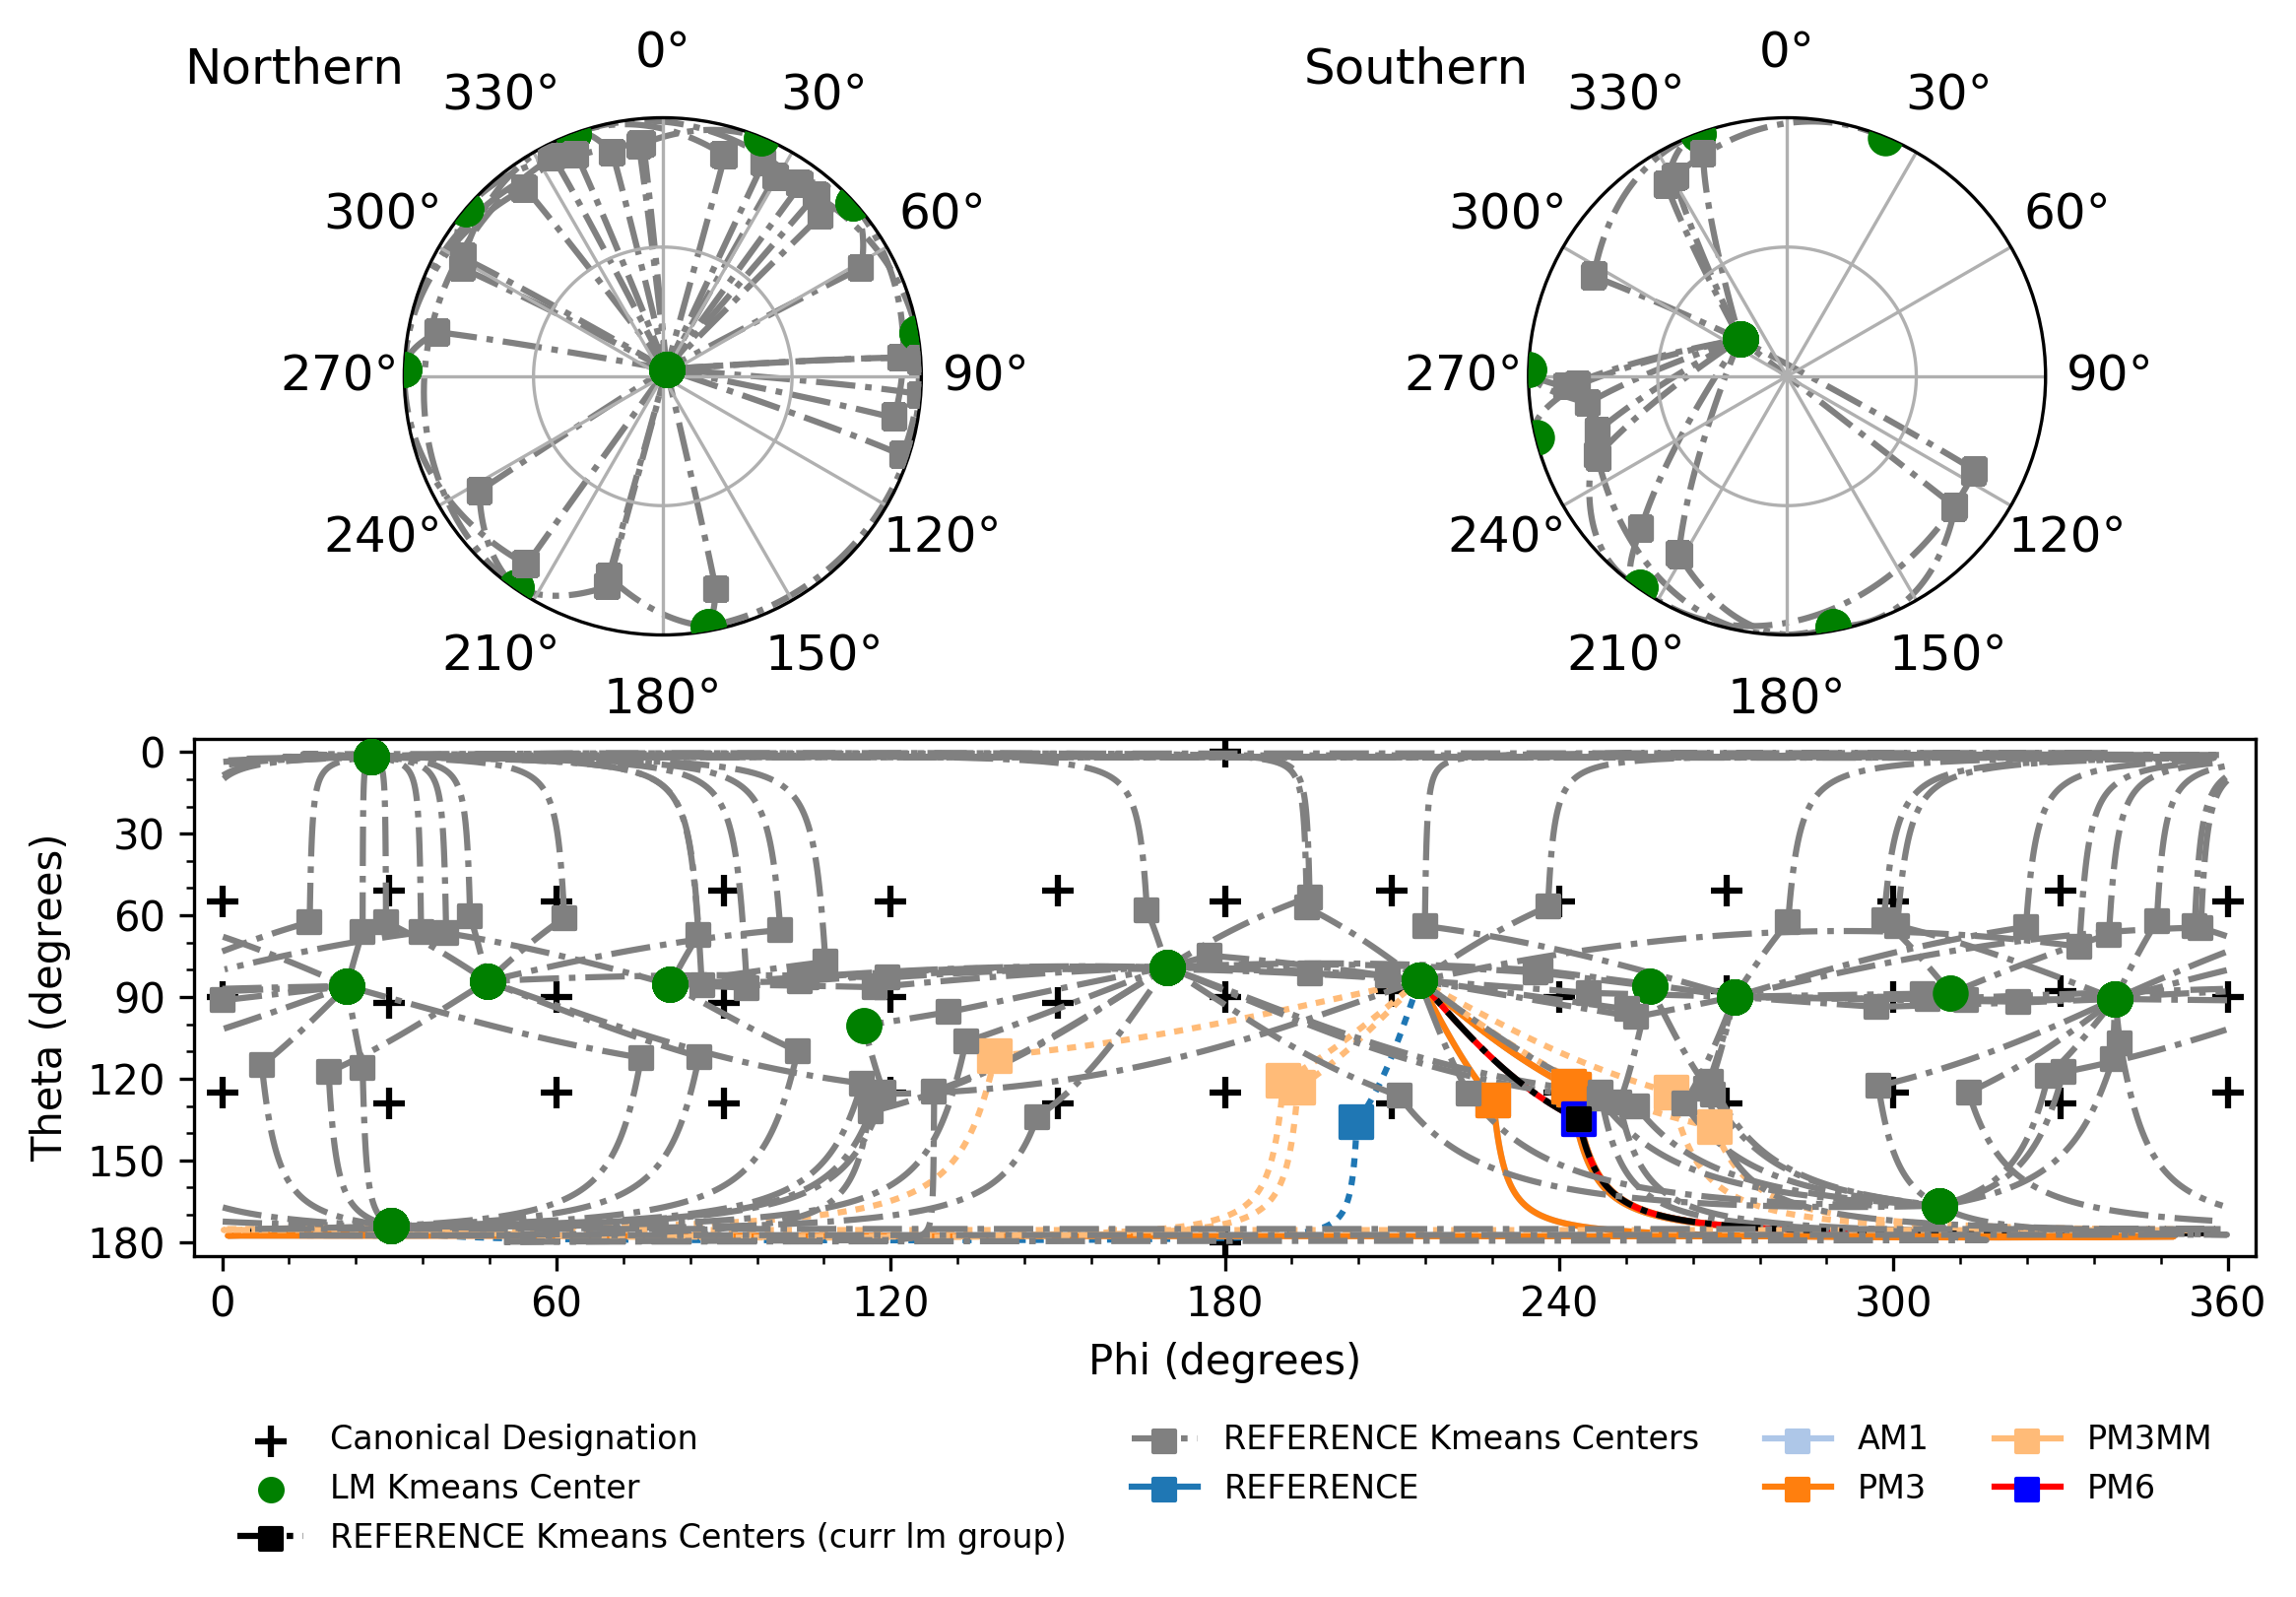 Northern
0°
330°
30°
300°
60°
270°
90°
240°
120°
210°
150°
180°
Southern
0°
330°
30°
300°
60°
270°
90°
240°
120°
210°
150°
180°
Theta (degrees)
0
30
60
90
120
150
180
0
60
120
180
240
300
360
Phi (degrees)
Canonical Designation
LM Kmeans Center
REFERENCE Kmeans Centers (curr lm group)
REFERENCE Kmeans Centers
REFERENCE
AM1
PM3
PM3MM
PM6